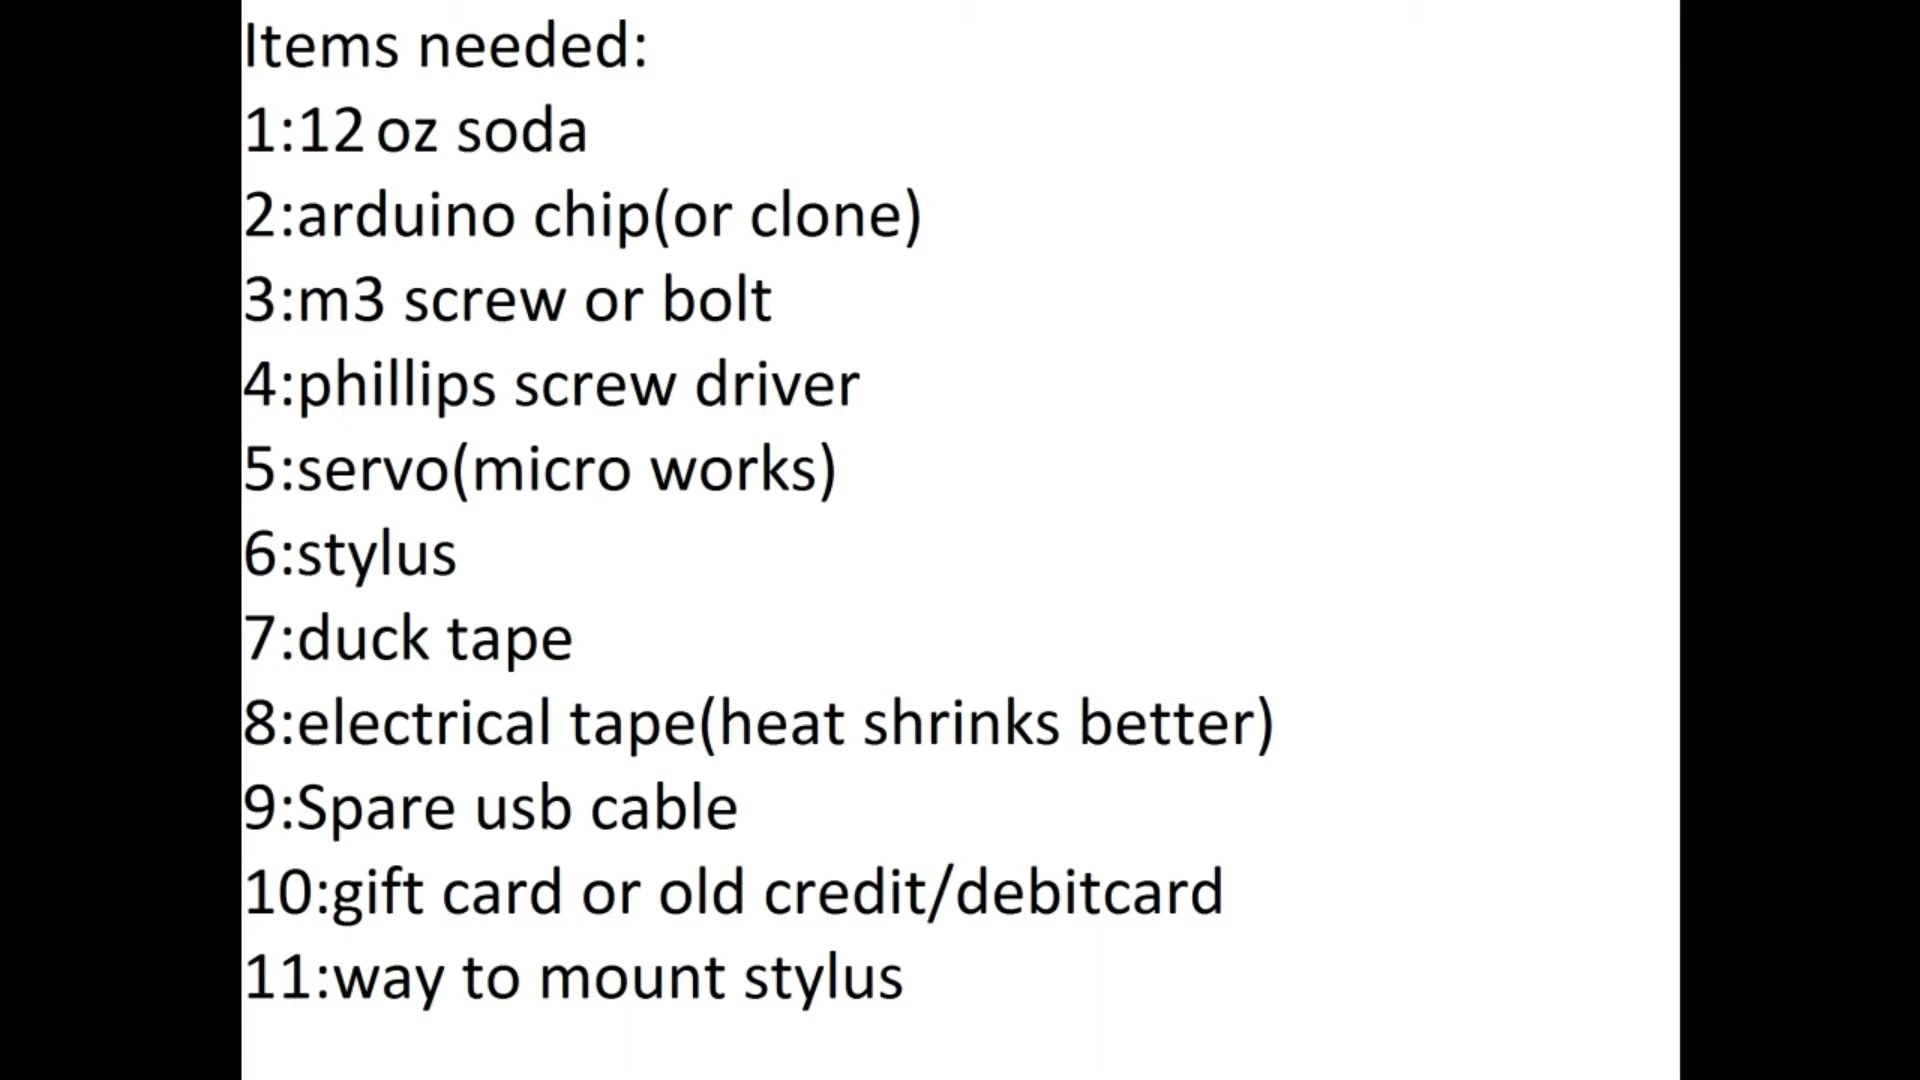 Items needed:
1:12 oz soda
2:arduino chip(or clone)
3:m3 screw or bolt
4:phillips screw driver
5:servo(micro works)
6:stylus
7:duck tape
8:electrical tape(heat shrinks better)
9:Spare usb cable
10:gift card or old credit/debitcard
11:way to mount stylus